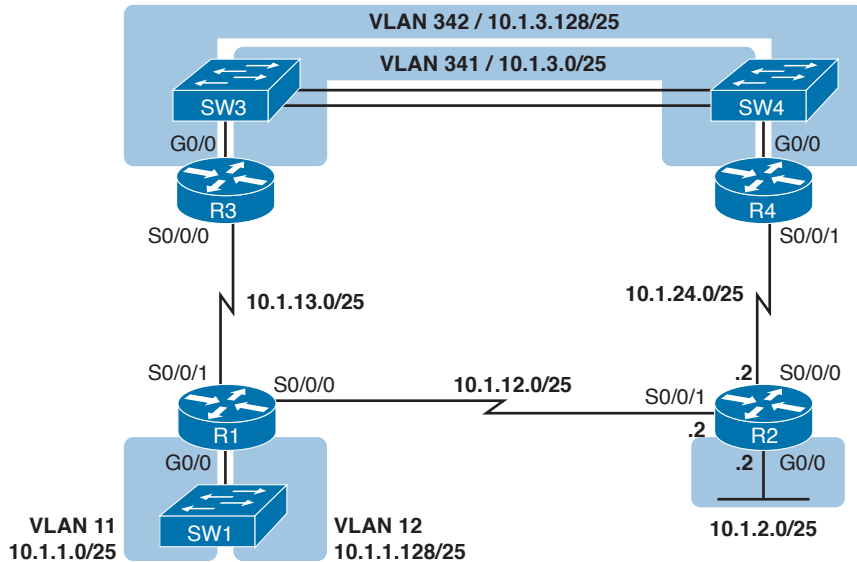 VLAN 342 / 10.1.3.128/25
VLAN 341 / 10.1.3.0/25
SW3
SW4
G0/0
G0/0
R3
R4
S0/0/0
S0/0/1
10.1.13.0/25
10.1.24.0/25
S0/0/1
S0/0/0
10.1.12.0/25
S0/0/1
.2
S0/0/0
R1
.2
R2
G0/0
.2
G0/0
VLAN 11
10.1.1.0/25
SW1
VLAN 12
10.1.1.128/25
10.1.2.0/25